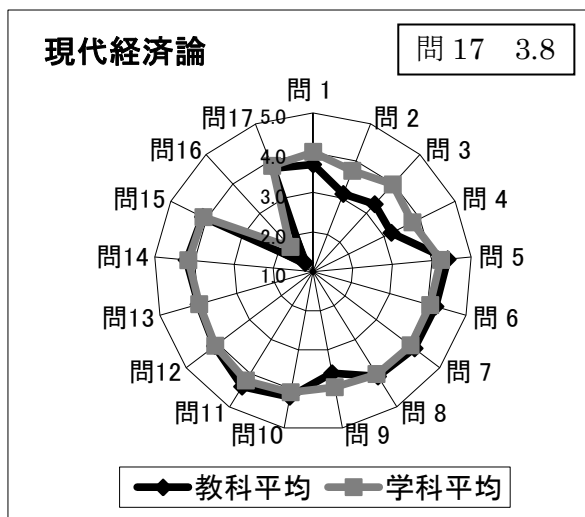 現代経済論
問 17 3.8
問 1
問 2
問 3
問 4
問 5
問 6
問 7
問 8
問 9
問10
問11
問12
問13
問14
問15
問16
問17
5.0
4.0
3.0
2.0
1.0
教科平均 学科平均